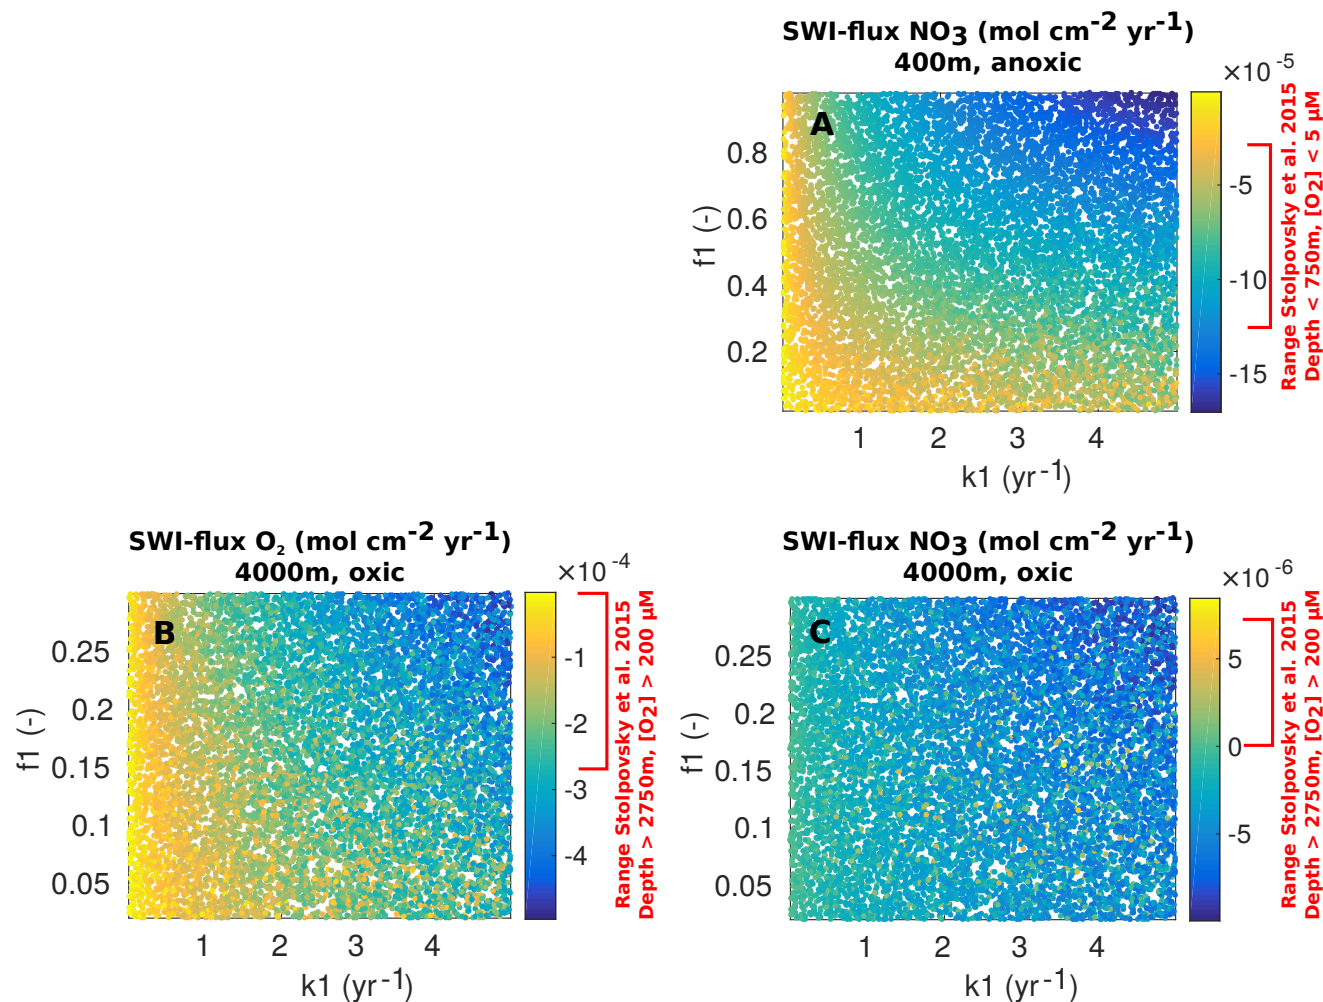 SWI-flux NO3 (mol cm-2 yr-1)
400m, anoxic
×10 -5
A
0.8
0.6
0.4
0.2
f1 (-)
1 2 3 4
k1 (yr-1)
-5
-10
-15
Range Stolpovsky et al. 2015
Depth < 750m, [O2] < 5 µM
SWI-flux O2 (mol cm-2 yr-1)
4000m, oxic
×10 -4
B
0.25
0.2
0.15
0.1
0.05
f1 (-)
1 2 3 4
k1 (yr-1)
-1
-2
-3
-4
Range Stolpovsky et al. 2015
Depth > 2750m, [O2] > 200 µM
SWI-flux NO3 (mol cm-2 yr-1)
4000m, oxic
×10 -6
C
0.25
0.2
0.15
0.1
0.05
f1 (-)
1 2 3 4
k1 (yr-1)
5
0
-5
Range Stolpovsky et al. 2015
Depth > 2750m, [O2] > 200 µM